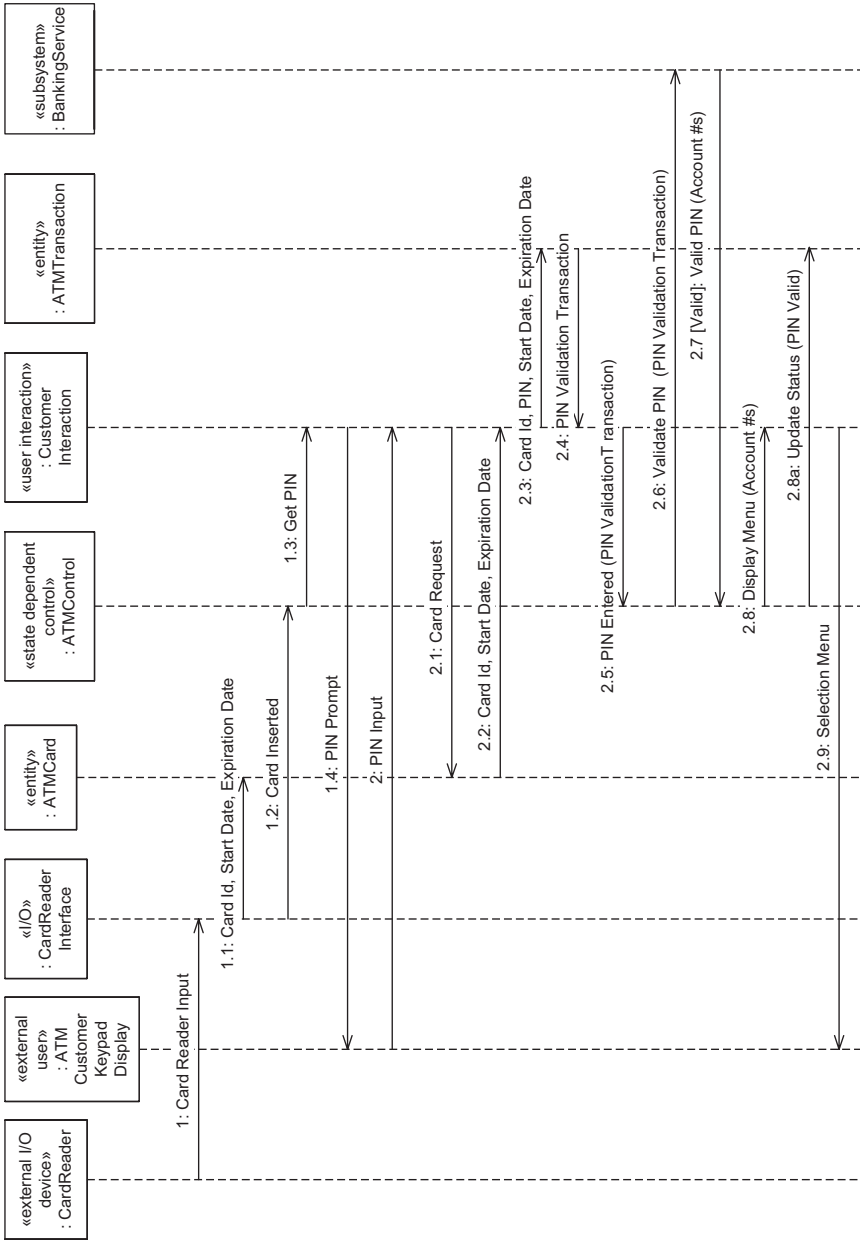 «external I/O
device»
: CardReader
«external
user»
: ATM
Customer
Keypad
Display
«I/O»
: CardReader
Interface
«entity»
: ATMCard
«state dependent
control»
: ATMControl
«user interaction»
: Customer
Interaction
«entity»
: ATMTransaction
«subsystem»
: BankingService
1: Card Reader Input
1.1: Card Id, Start Date, Expiration Date
1.2: Card Inserted
1.3: Get PIN
1.4: PIN Prompt
2: PIN Input
2.1: Card Request
2.2: Card Id, Start Date, Expiration Date
2.3: Card Id, PIN, Start Date, Expiration Date
2.4: PIN Validation Transaction
2.5: PIN Entered (PIN ValidationT ransaction)
2.6: Validate PIN (PIN Validation Transaction)
2.7 [Valid]: Valid PIN (Account #s)
2.8: Display Menu (Account #s)
2.8a: Update Status (PIN Valid)
2.9: Selection Menu